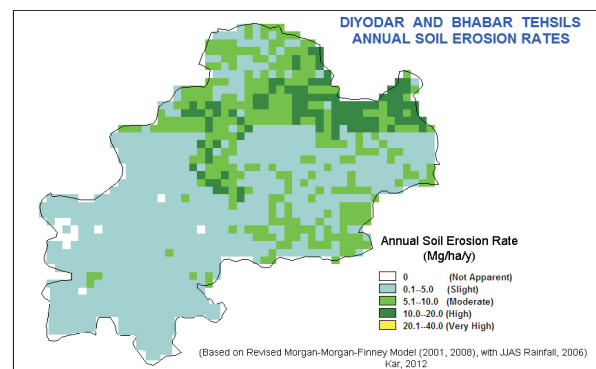 DIYODAR AND BHABAR TEHSILS
ANNUAL SOIL EROSION RATES
Annual Soil Erosion Rate
(Mg/ha/y)
0 (Not Apparent)
0.1--5.0 (Slight)
5.1--10.0 (Moderate)
10.0--20.0 (High)
20.1--40.0 (Very High)
(Based on Revised Morgan-Morgan-Finney Model (2001, 2008), with JJAS Rainfall, 2006)
Kar, 2012